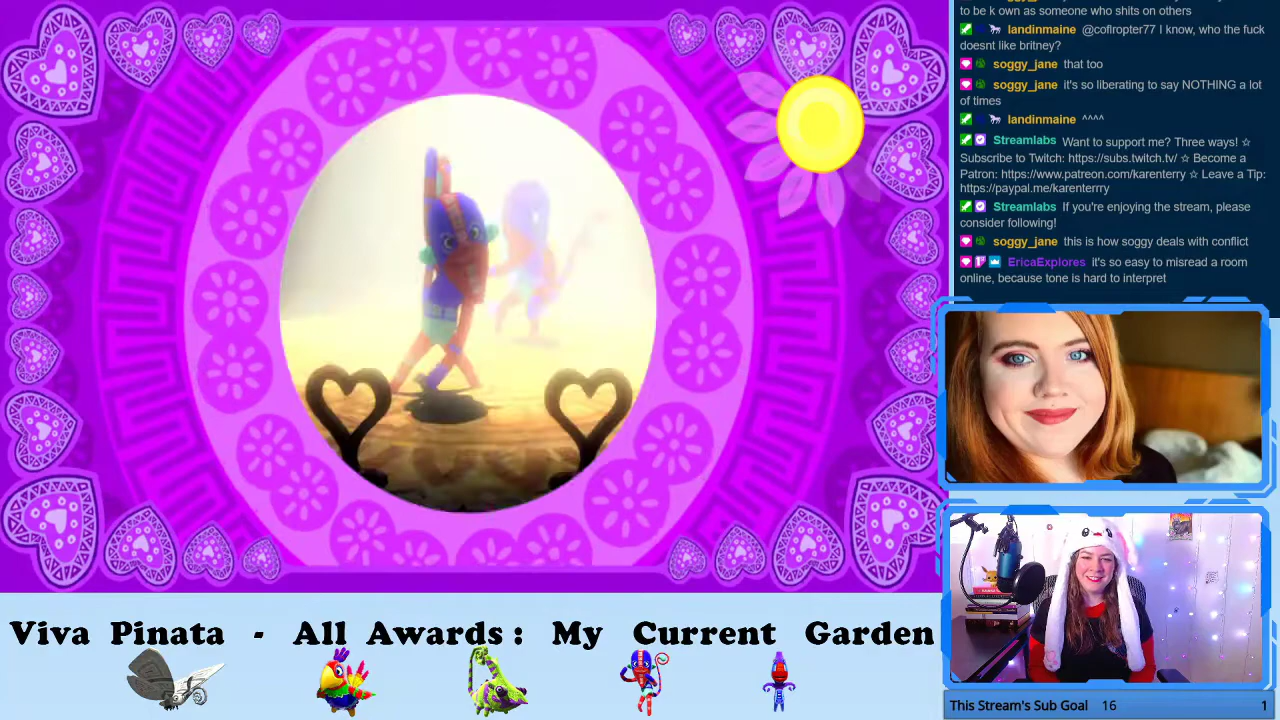 to be k own as someone who shits on others
landinmaine @coflropter77 I know, who the fuck
doesnt like britney?
soggy_jane that too
soggy_jane it's so liberating to say NOTHING a lot
of times
landinmaine ^^^^
Streamlabs Want to support me? Three ways! ☆
Subscribe to Twitch: https://subs.twitch.tv/ ☆ Become a
Patron: https://www.patreon.com/karenterry ☆ Leave a Tip:
https://paypal.me/karenterrry
Streamlabs If you're enjoying the stream, please
consider following!
soggy_jane this is how soggy deals with conflict
EricaExplores it's so easy to misread a room
online, because tone is hard to interpret
Viva Pinata - All Awards: My Current Garden
This Stream's Sub Goal 16 1